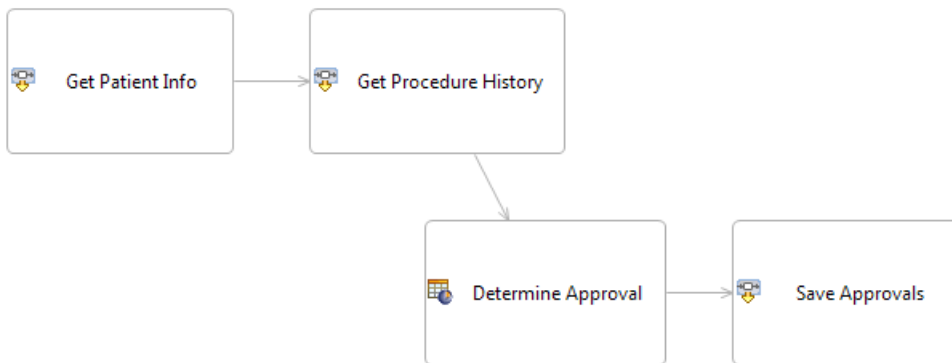 Get Patient Info
Get Procedure History
Determine Approval
Save Approvals